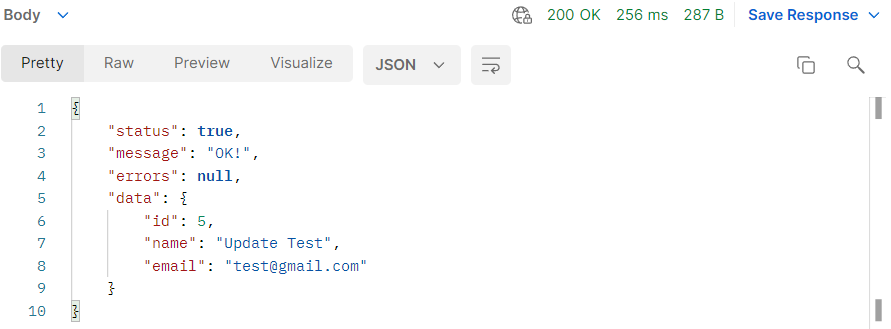 Body 200 OK 256 ms 287 B Save Response
Pretty Raw Preview Visualize JSON
1 {
2 "status": true,
3 "message": "OK!",
4 "errors": null,
5 "data": {
6 "id": 5,
7 "name": "Update Test",
8 "email": "test@gmail.com"
9 }
10 }